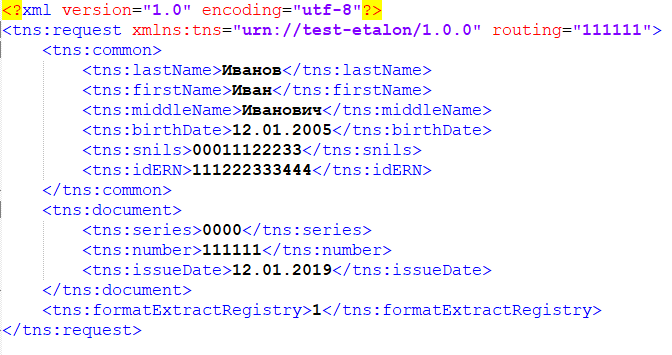 <?xml version="1.0" encoding="utf-8"?>
<tns:request xmlns:tns="urn://test-etalon/1.0.0" routing="111111">
    <tns:common>
        <tns:lastName>Иванов</tns:lastName>
        <tns:firstName>Иван</tns:firstName>
        <tns:middleName>Иванович</tns:middleName>
        <tns:birthDate>12.01.2005</tns:birthDate>
        <tns:snils>00011122233</tns:snils>
        <tns:idERN>111222333444</tns:idERN>
    </tns:common>
    <tns:document>
        <tns:series>0000</tns:series>
        <tns:number>111111</tns:number>
        <tns:issueDate>12.01.2019</tns:issueDate>
    </tns:document>
    <tns:formatExtractRegistry>1</tns:formatExtractRegistry>
</tns:request>